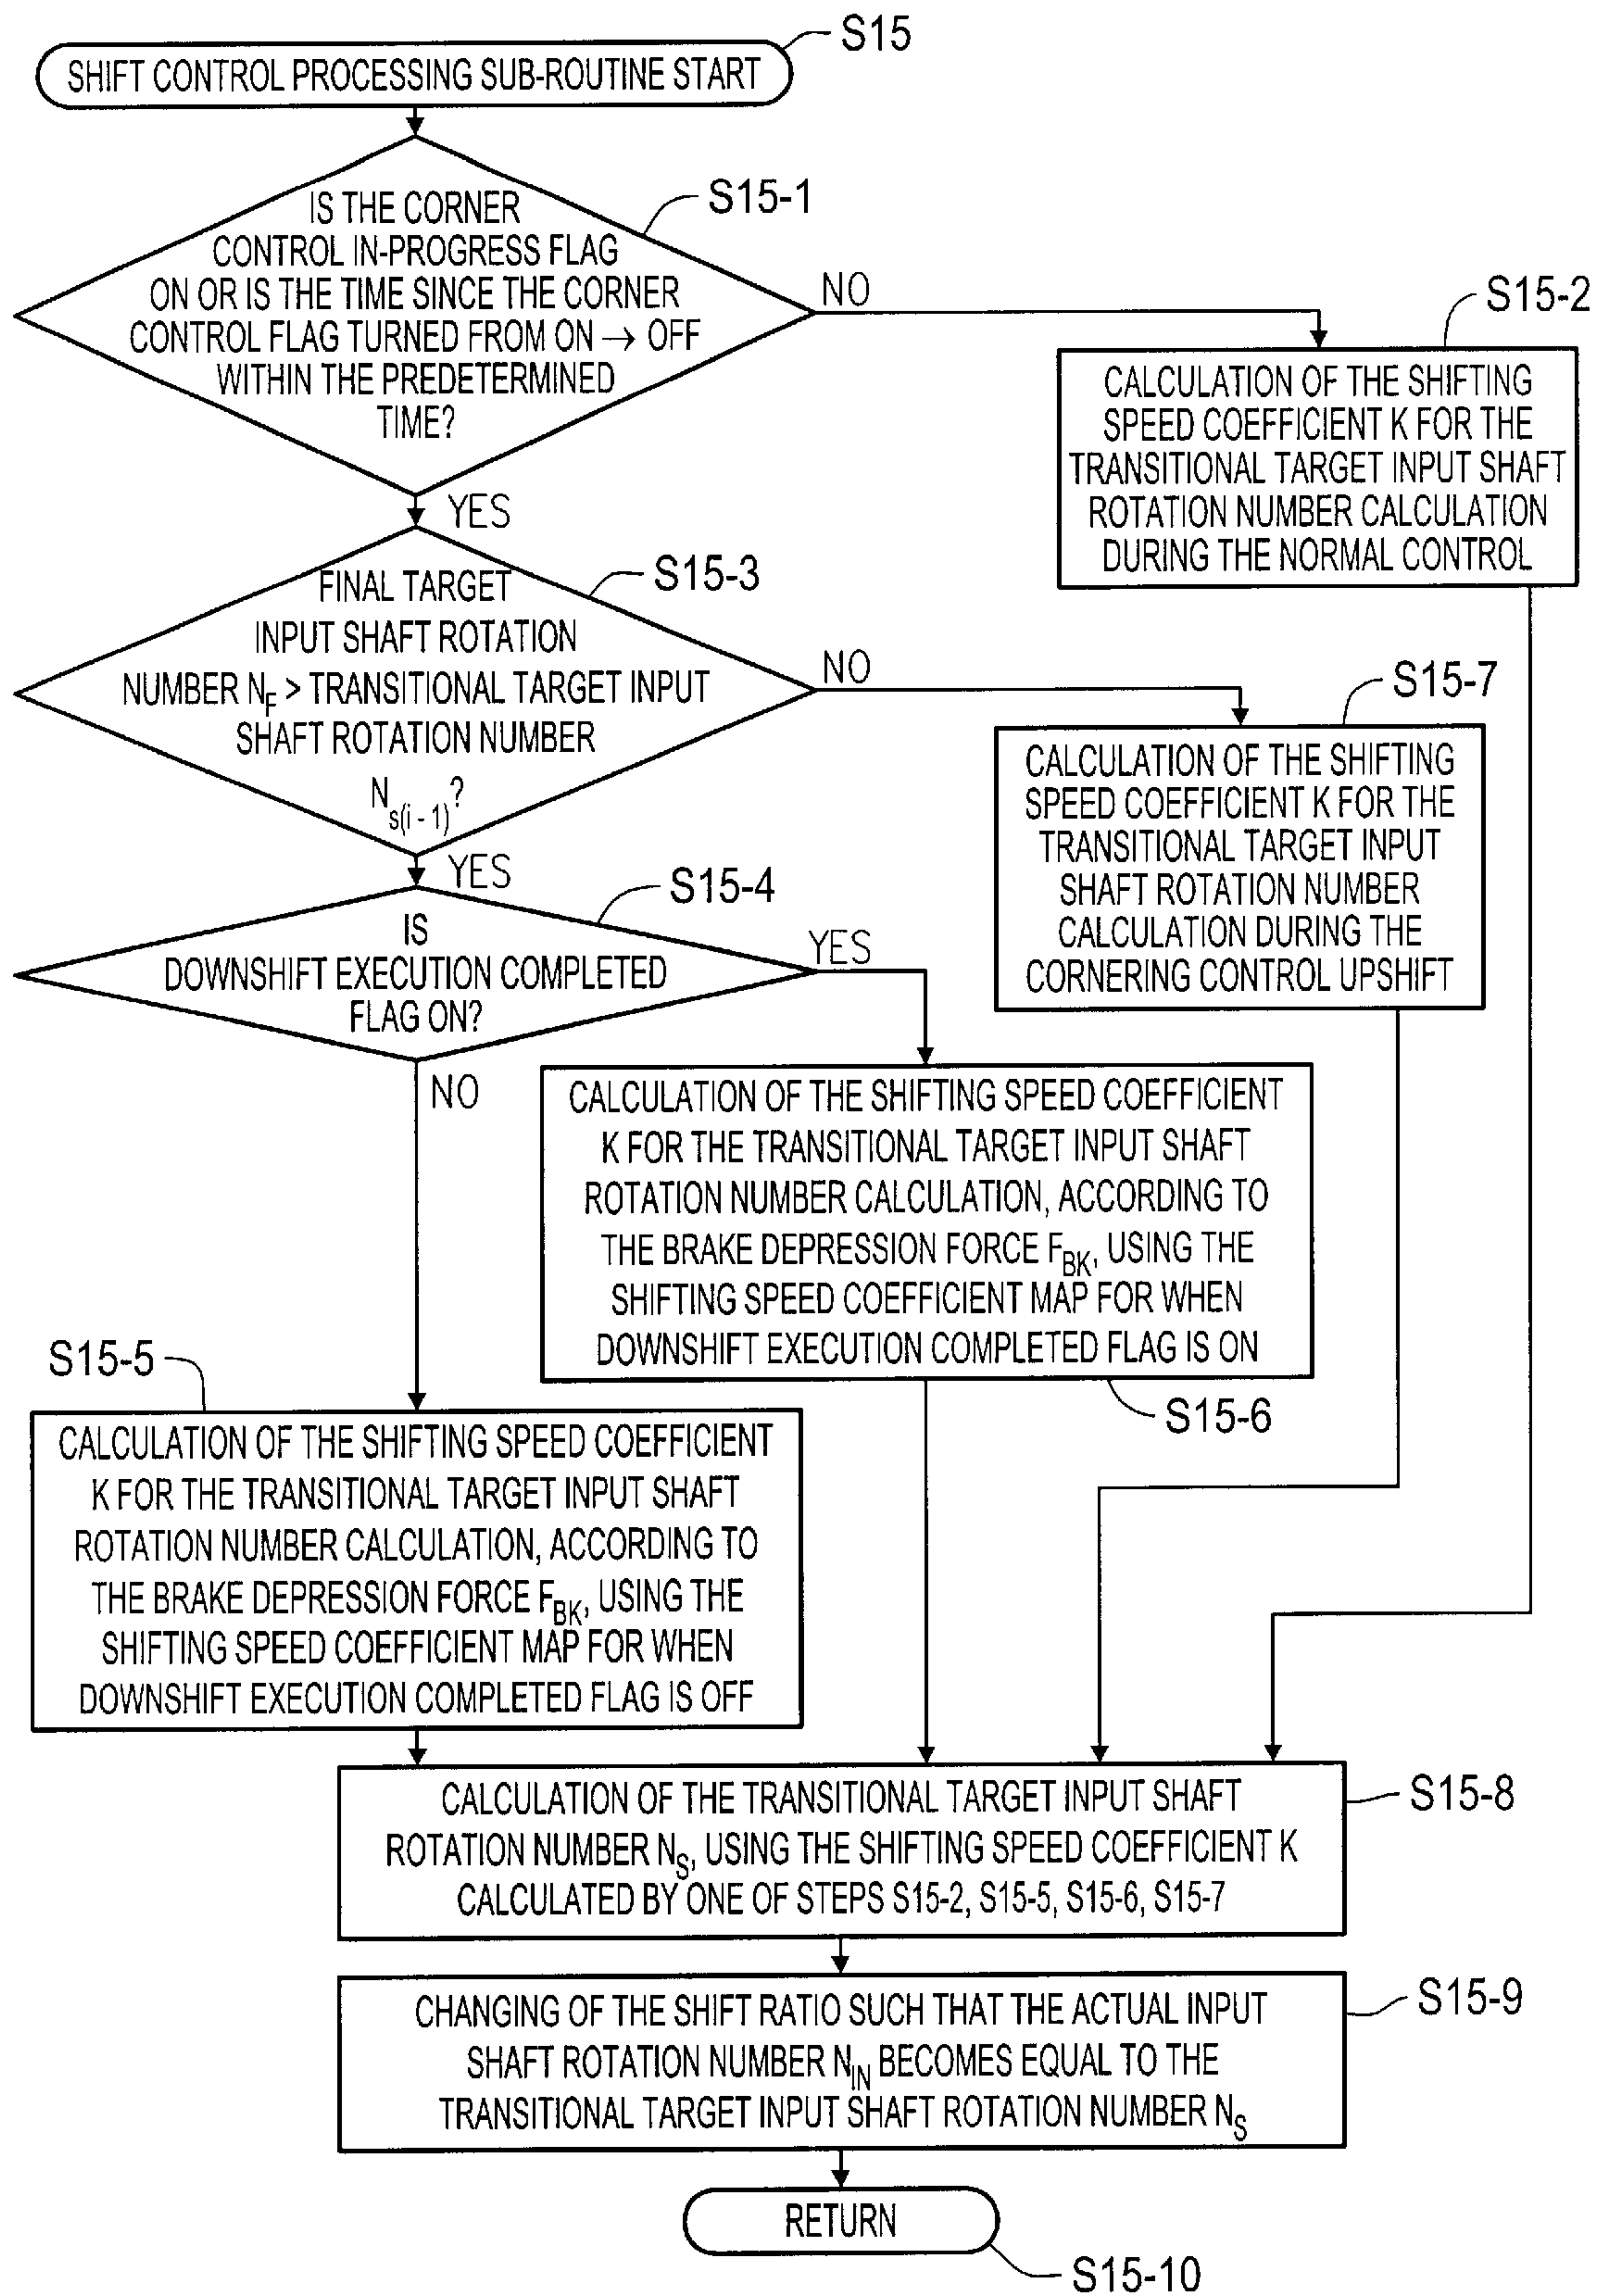 S15
SHIFT CONTROL PROCESSING SUB-ROUTINE START
S15-1
IS THE CORNER
CONTROL IN-PROGRESS FLAG
ON OR IS THE TIME SINCE THE CORNER
CONTROL FLAG TURNED FROM ON → OFF
WITHIN THE PREDETERMINED
TIME?
NO
YES
S15-2
CALCULATION OF THE SHIFTING
SPEED COEFFICIENT K FOR THE
TRANSITIONAL TARGET INPUT SHAFT
ROTATION NUMBER CALCULATION
DURING THE NORMAL CONTROL
S15-3
FINAL TARGET
INPUT SHAFT ROTATION
NUMBER NF > TRANSITIONAL TARGET INPUT
SHAFT ROTATION NUMBER
Ns(i - 1)?
NO
YES
S15-7
CALCULATION OF THE SHIFTING
SPEED COEFFICIENT K FOR THE
TRANSITIONAL TARGET INPUT
SHAFT ROTATION NUMBER
CALCULATION DURING THE
CORNERING CONTROL UPSHIFT
S15-4
IS
DOWNSHIFT EXECUTION COMPLETED
FLAG ON?
YES
NO
CALCULATION OF THE SHIFTING SPEED COEFFICIENT
K FOR THE TRANSITIONAL TARGET INPUT SHAFT
ROTATION NUMBER CALCULATION, ACCORDING TO
THE BRAKE DEPRESSION FORCE FBK, USING THE
SHIFTING SPEED COEFFICIENT MAP FOR WHEN
DOWNSHIFT EXECUTION COMPLETED FLAG IS ON
S15-6
S15-5
CALCULATION OF THE SHIFTING SPEED COEFFICIENT
K FOR THE TRANSITIONAL TARGET INPUT SHAFT
ROTATION NUMBER CALCULATION, ACCORDING TO
THE BRAKE DEPRESSION FORCE FBK, USING THE
SHIFTING SPEED COEFFICIENT MAP FOR WHEN
DOWNSHIFT EXECUTION COMPLETED FLAG IS OFF
S15-8
CALCULATION OF THE TRANSITIONAL TARGET INPUT SHAFT
ROTATION NUMBER NS, USING THE SHIFTING SPEED COEFFICIENT K
CALCULATED BY ONE OF STEPS S15-2, S15-5, S15-6, S15-7
S15-9
CHANGING OF THE SHIFT RATIO SUCH THAT THE ACTUAL INPUT
SHAFT ROTATION NUMBER NIN BECOMES EQUAL TO THE
TRANSITIONAL TARGET INPUT SHAFT ROTATION NUMBER NS
RETURN
S15-10